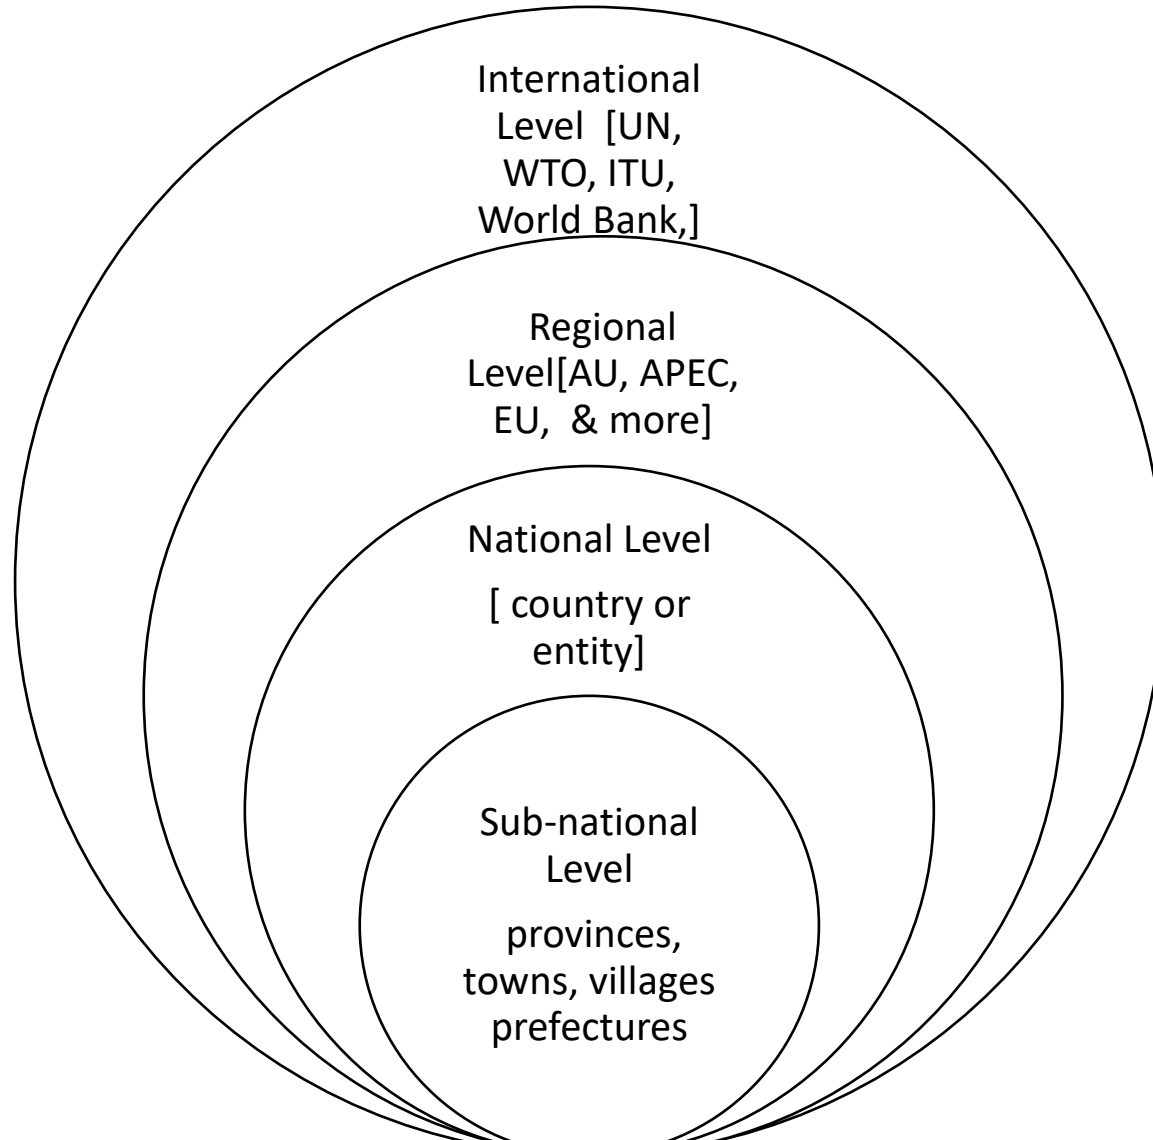 International
Level  [UN,
WTO, ITU,
World Bank,]
Regional
Level[AU, APEC,
EU,  & more]
National Level
[ country or
entity]
Sub-national
Level
provinces,
towns, villages
prefectures